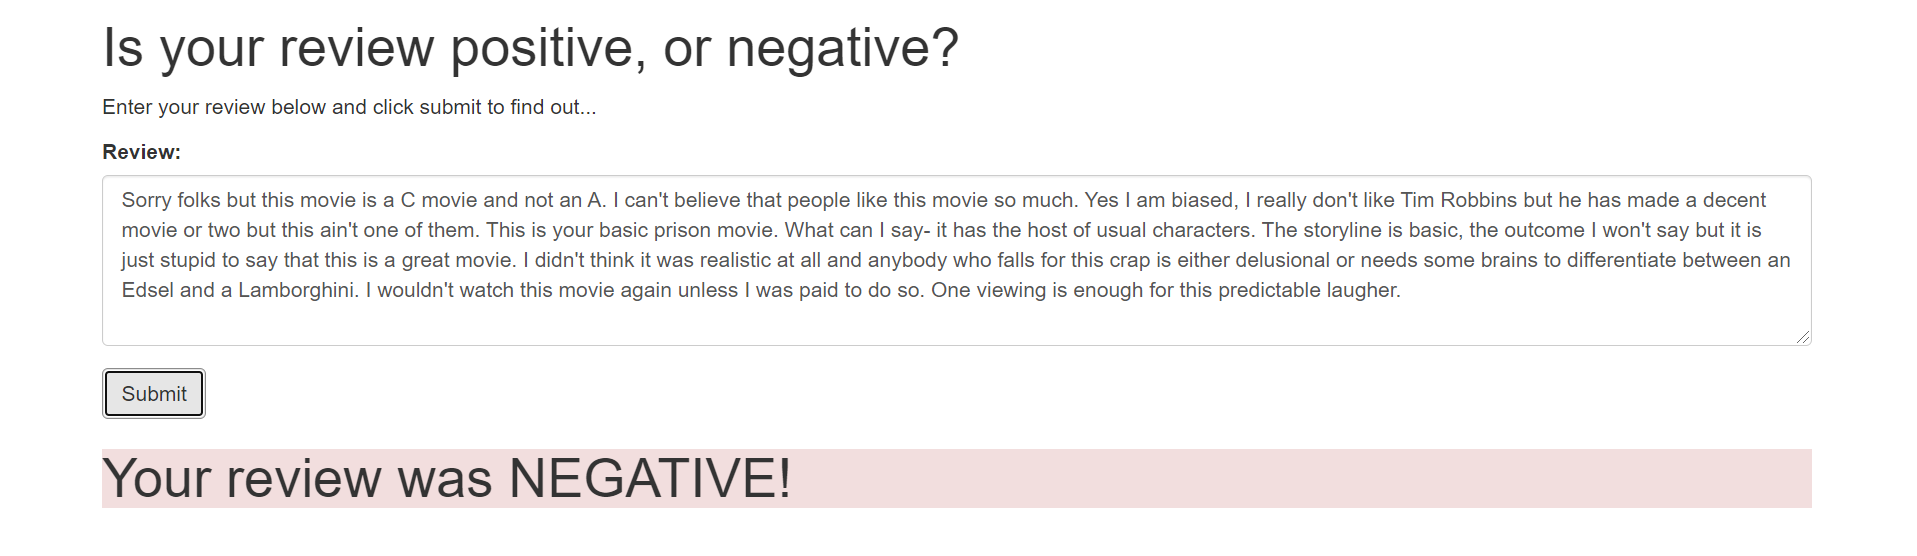 Is your review positive, or negative?
Enter your review below and click submit to find out...
Review:
Sorry folks but this movie is a C movie and not an A. I can't believe that people like this movie so much. Yes I am biased, I really don't like Tim Robbins but he has made a decent
movie or two but this ain't one of them. This is your basic prison movie. What can I say- it has the host of usual characters. The storyline is basic, the outcome I won't say but it is
just stupid to say that this is a great movie. I didn't think it was realistic at all and anybody who falls for this crap is either delusional or needs some brains to differentiate between an
Edsel and a Lamborghini. I wouldn't watch this movie again unless I was paid to do so. One viewing is enough for this predictable laugher.
Submit
Your review was NEGATIVE!